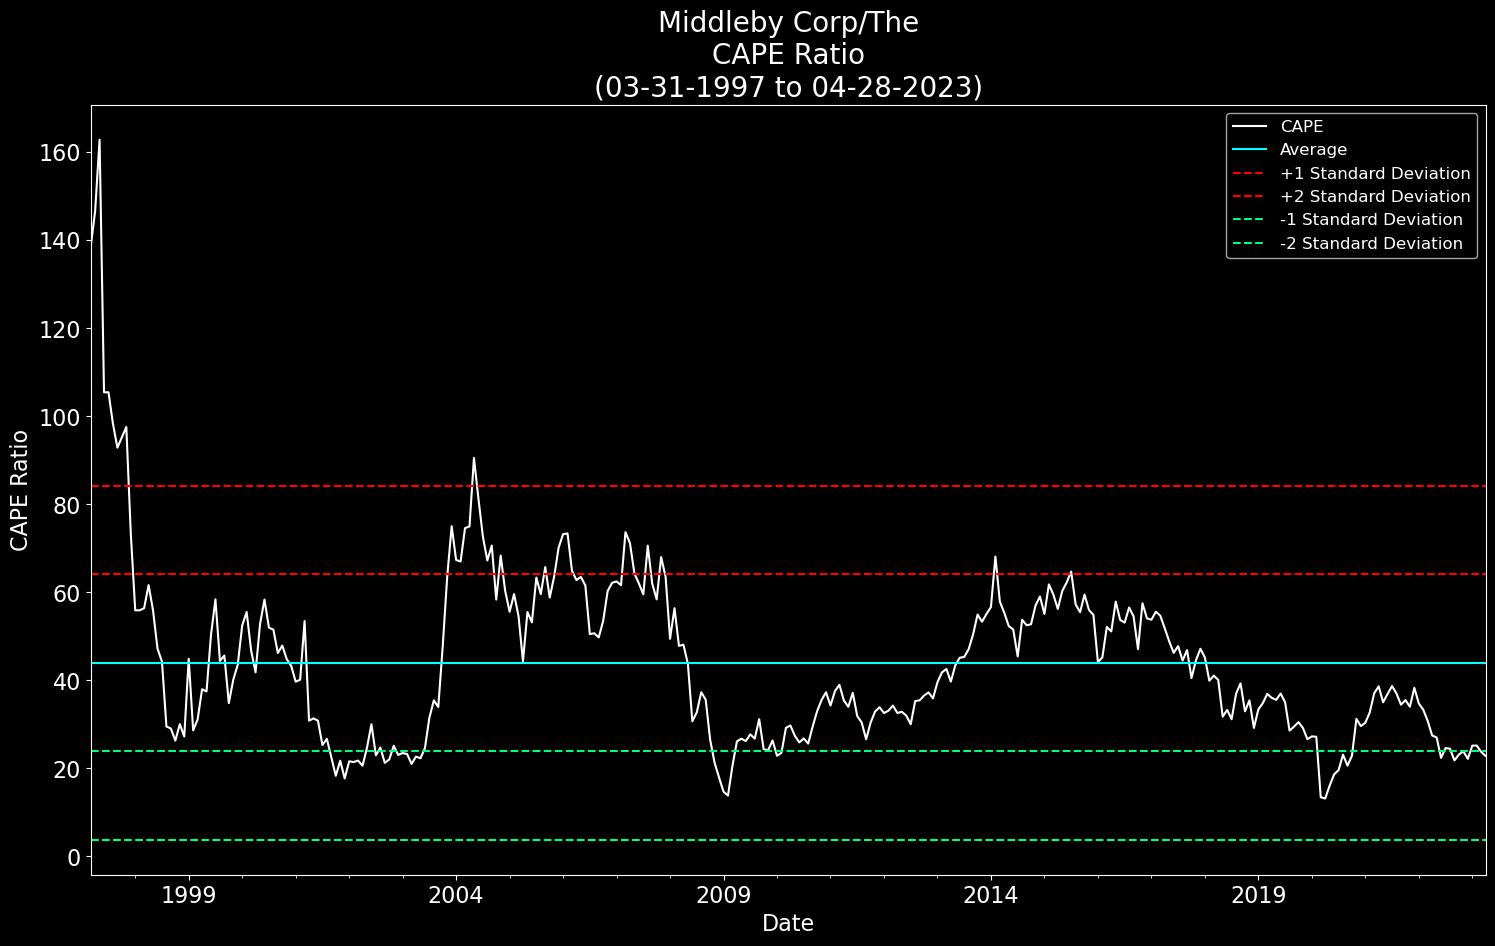 Middleby Corp/The
CAPE Ratio
(03-31-1997 to 04-28-2023)
CAPE
Average
+1 Standard Deviation
+2 Standard Deviation
-1 Standard Deviation
-2 Standard Deviation
CAPE Ratio
160
140
120
100
80
60
40
20
0
1999
2004
2009
2014
2019
Date